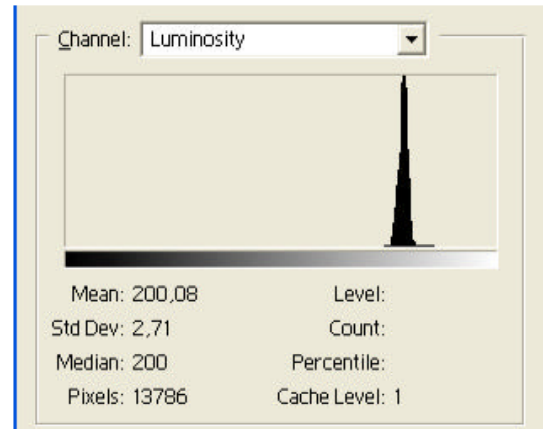 Channel: Luminosity
Mean: 200,08 Level:
Std Dev: 2,71 Count:
Median: 200 Percentile:
Pixels: 13786 Cache Level: 1